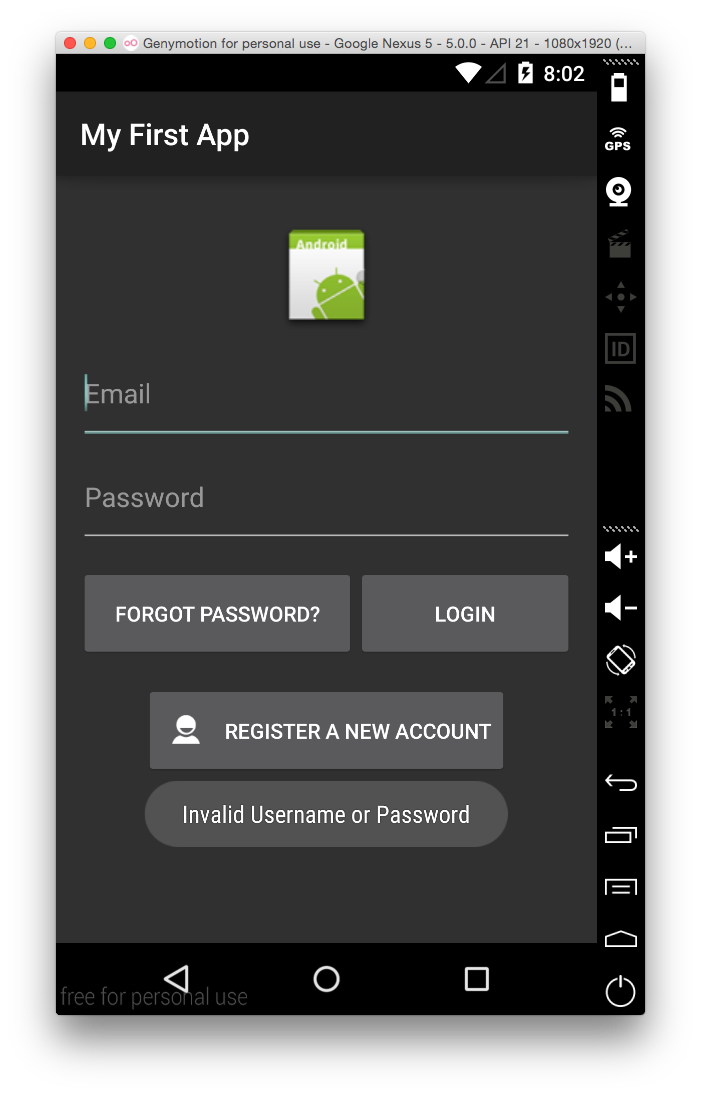 Genymotion for personal use - Google Nexus 5 - 5.0.0 - API 21 - 1080x1920 (...
8:02
My First App
GPS
Android
ID
Email
Password
FORGOT PASSWORD?
LOGIN
1:1
REGISTER A NEW ACCOUNT
Invalid Username or Password
free for personal use